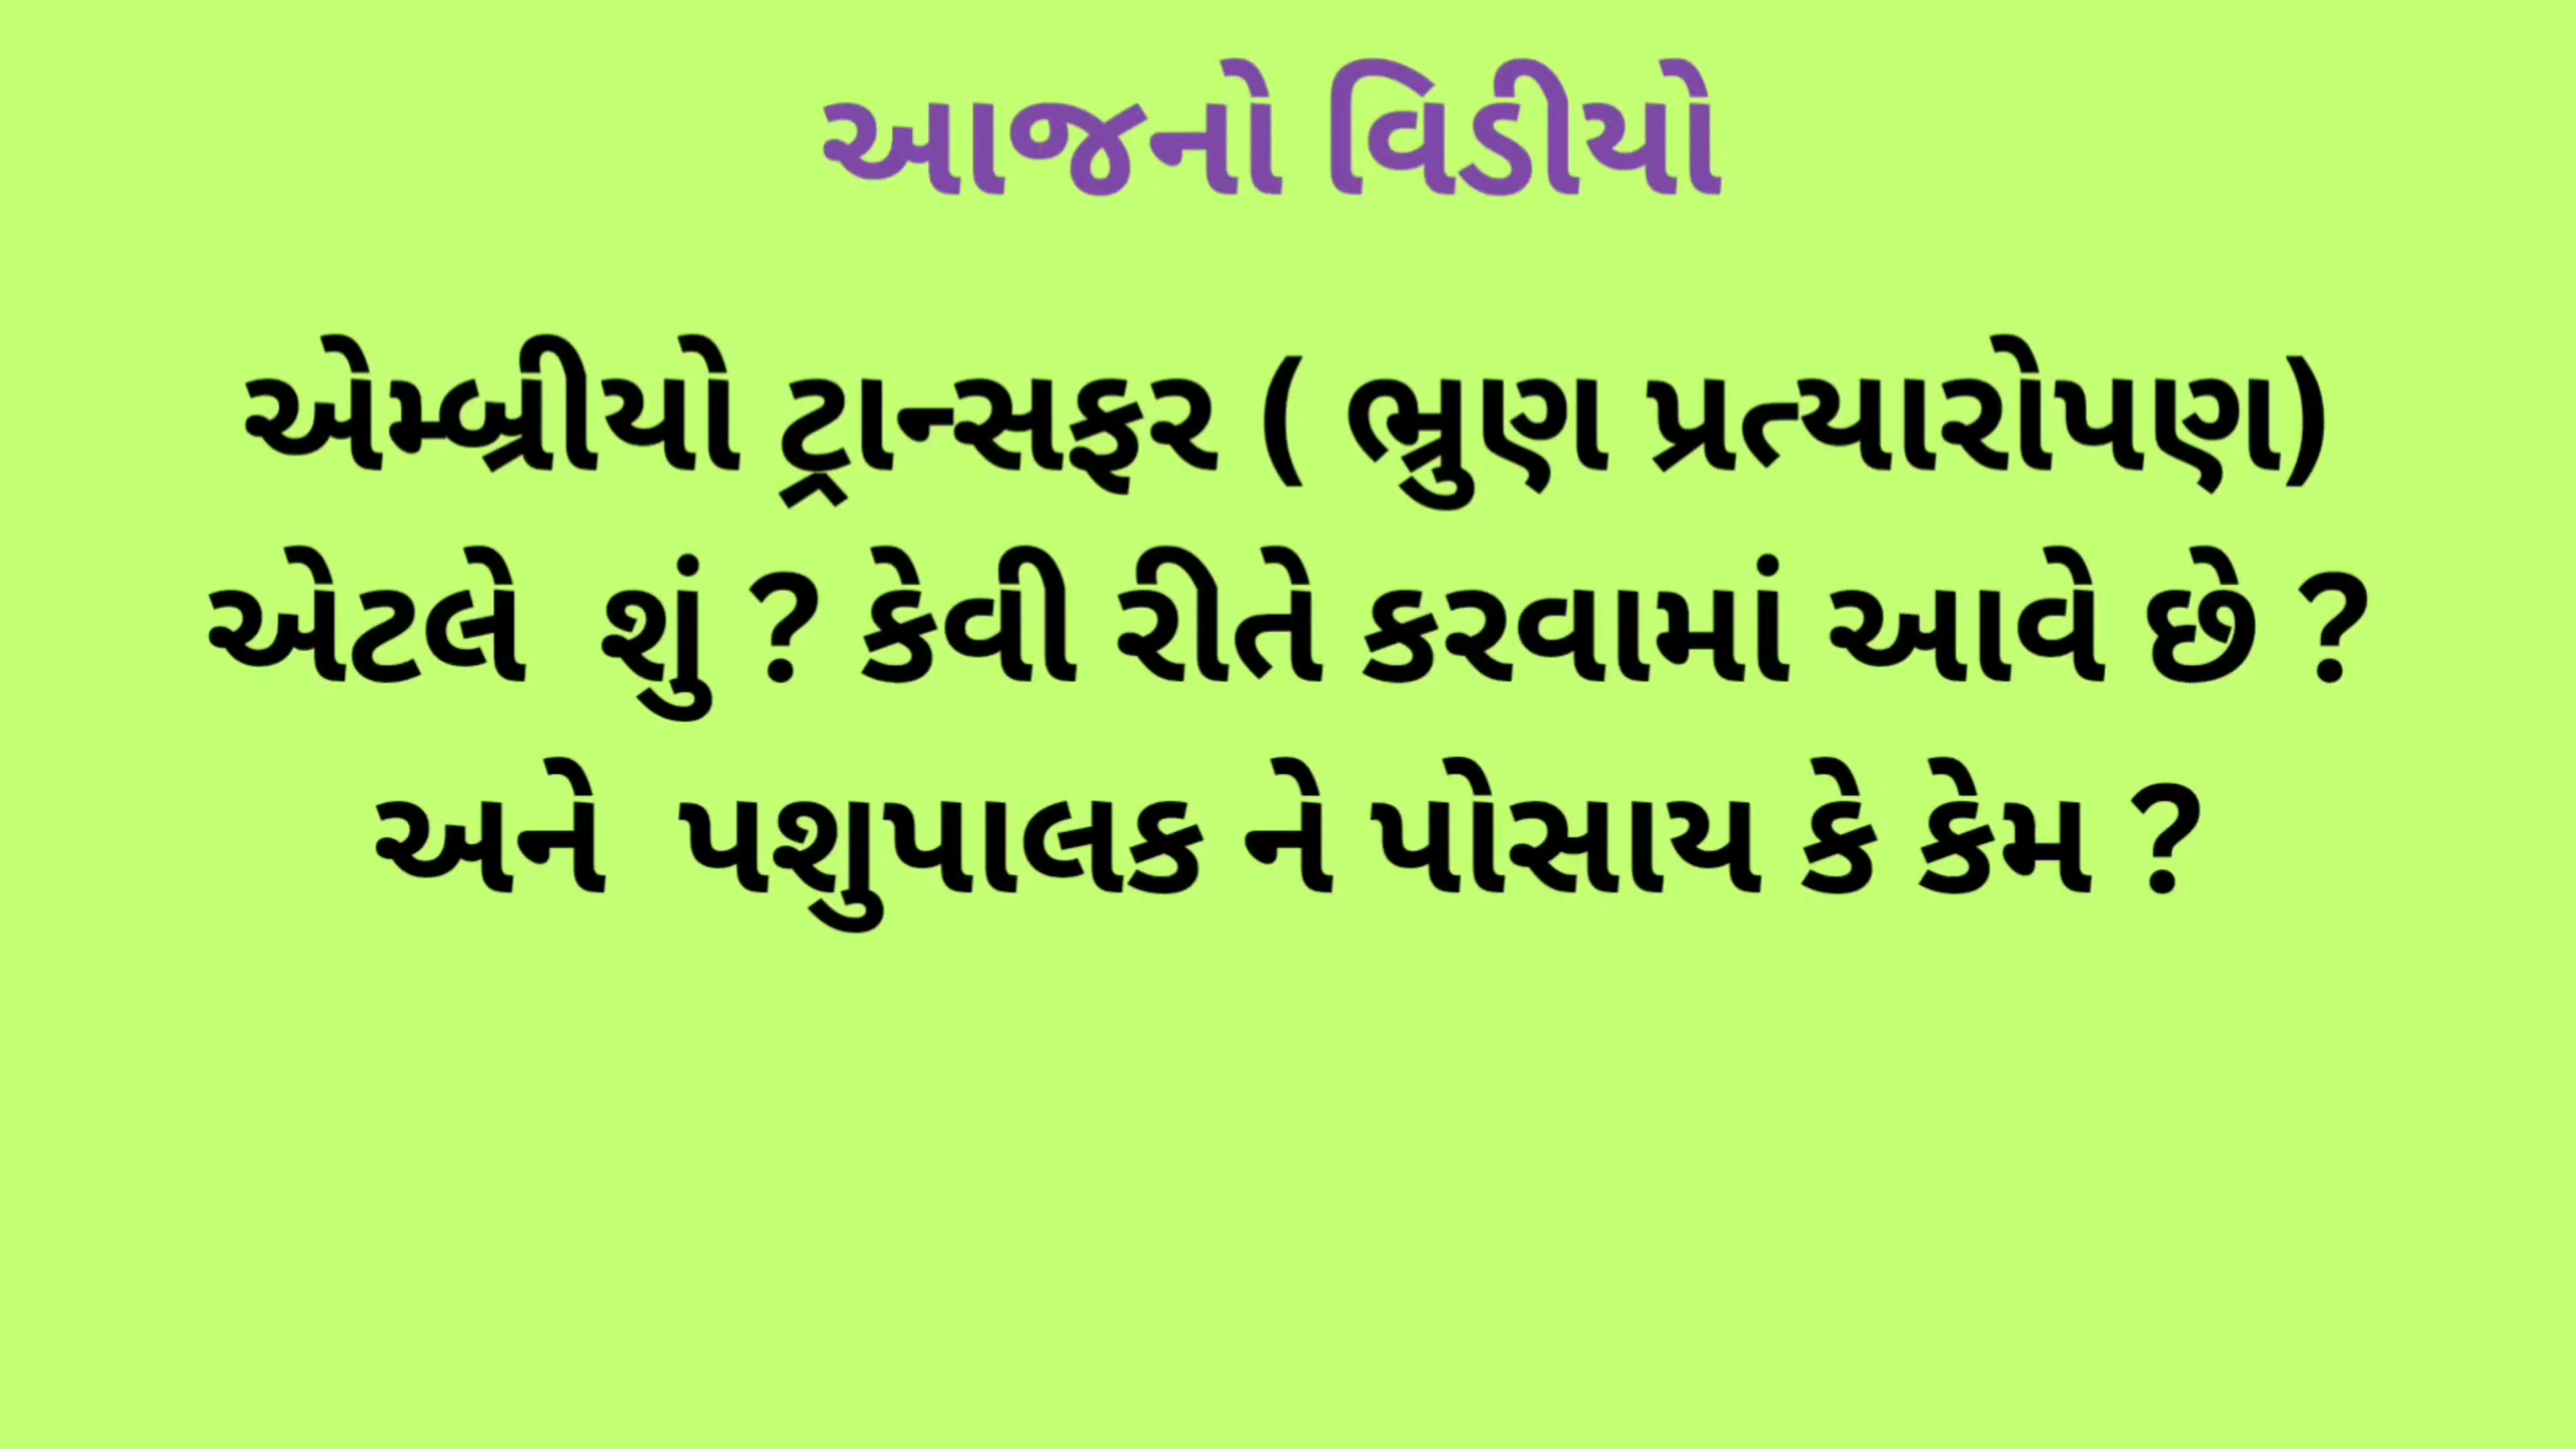 આજનો વિડીયો
એમ્બ્રીયો ટ્રાન્સફર ( ભ્રુણ પ્રત્યારોપણ)
એટલે  શું ? કેવી રીતે કરવામાં આવે છે ?
અને  પશુપાલક ને પોસાય કે કેમ ?